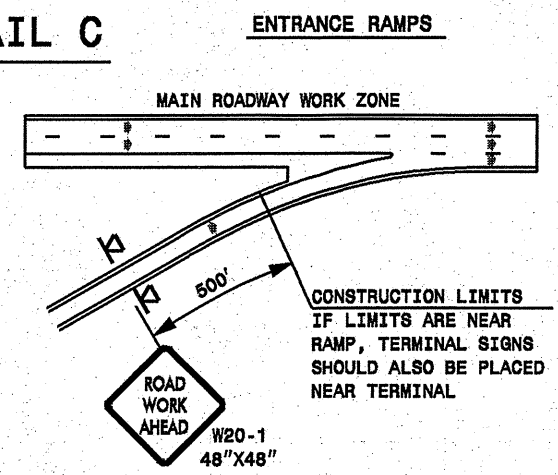 AIL C
ENTRANCE RAMPS
MAIN ROADWAY WORK ZONE
500'
CONSTRUCTION LIMITS
IF LIMITS ARE NEAR
RAMP, TERMINAL SIGNS
SHOULD ALSO BE PLACED
NEAR TERMINAL
ROAD
WORK
AHEAD
W20-1
48"X48"